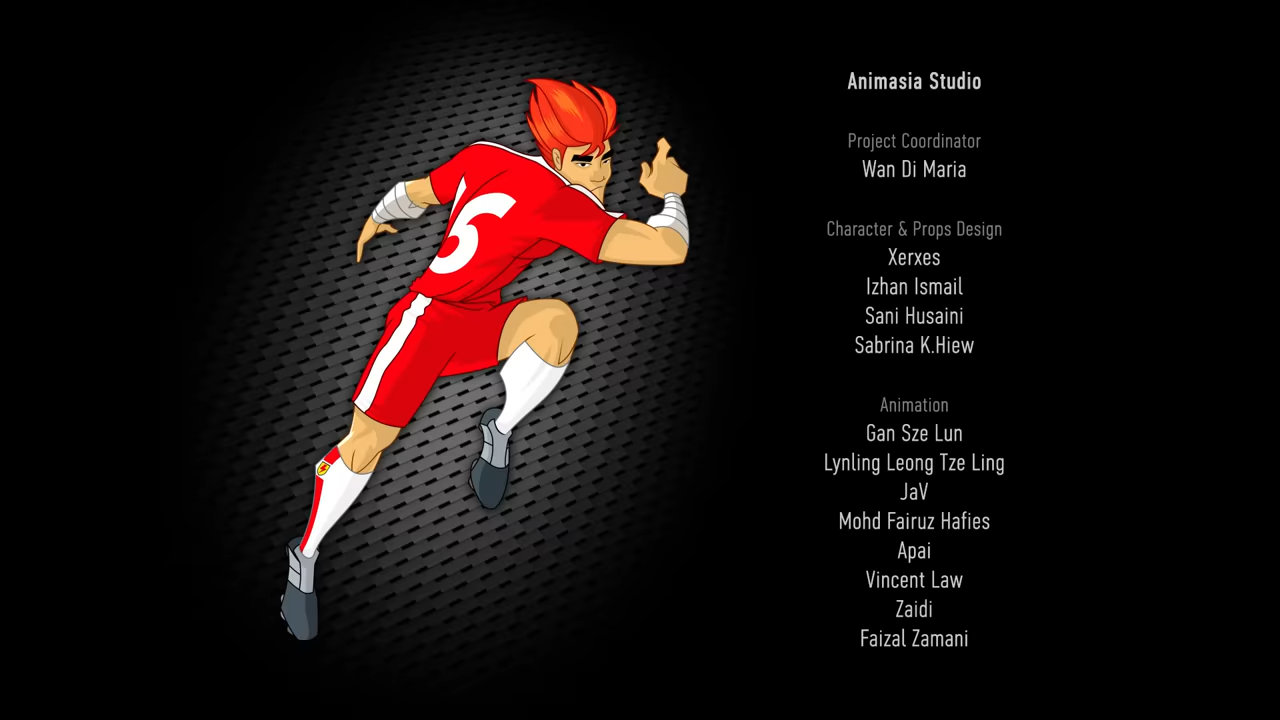 6
Animasia Studio
Project Coordinator
Wan Di Maria
Character & Props Design
Xerxes
Izhan Ismail
Sani Husaini
Sabrina K.Hiew
Animation
Gan Sze Lun
Lynling Leong Tze Ling
JaV
Mohd Fairuz Hafies
Apai
Vincent Law
Zaidi
Faizal Zamani